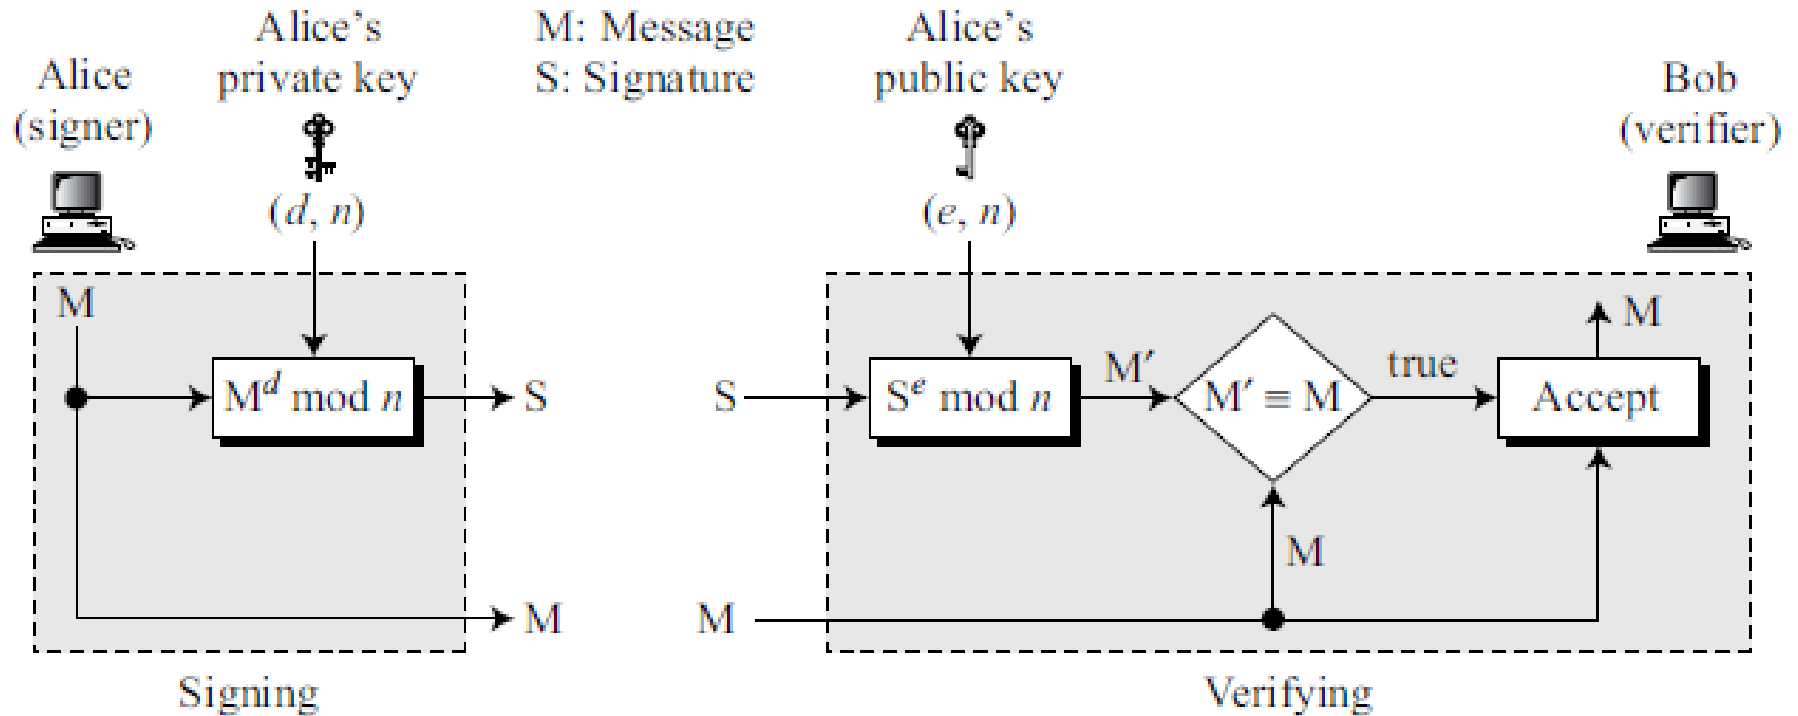 Alice
(signer)
Alice's
private key
(d, n)
M: Message
S: Signature
Alice's
public key
(e, n)
Bob
(verifier)
M
M^d mod n
S
M
Signing
S
S^e mod n
M′
M′ ≡ M
true
Accept
M
M
M
Verifying